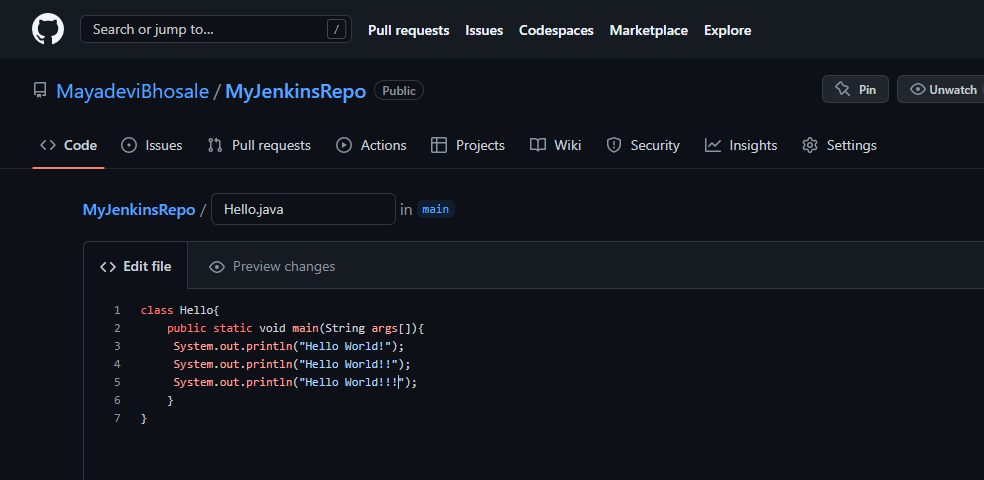 Search or jump to... /
Pull requests Issues Codespaces Marketplace Explore
MayadeviBhosale / MyJenkinsRepo Public
Pin Unwatch
<> Code Issues Pull requests Actions Projects Wiki Security Insights Settings
MyJenkinsRepo / Hello.java in main
<> Edit file Preview changes
1 class Hello{
2 public static void main(String args[]){
3 System.out.println("Hello World!");
4 System.out.println("Hello World!!");
5 System.out.println("Hello World!!!");
6 }
7 }